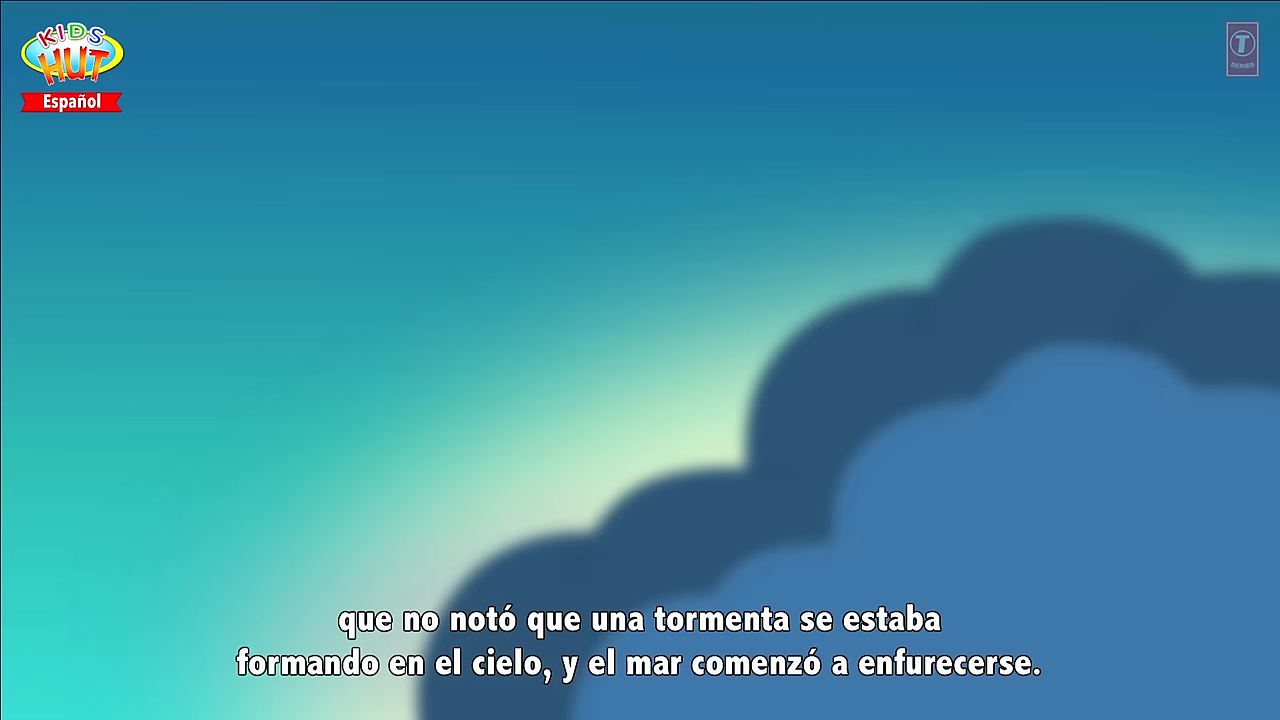 KIDS
HUT
Español
T
SERIES
que no notó que una tormenta se estaba
formando en el cielo, y el mar comenzó a enfurecerse.